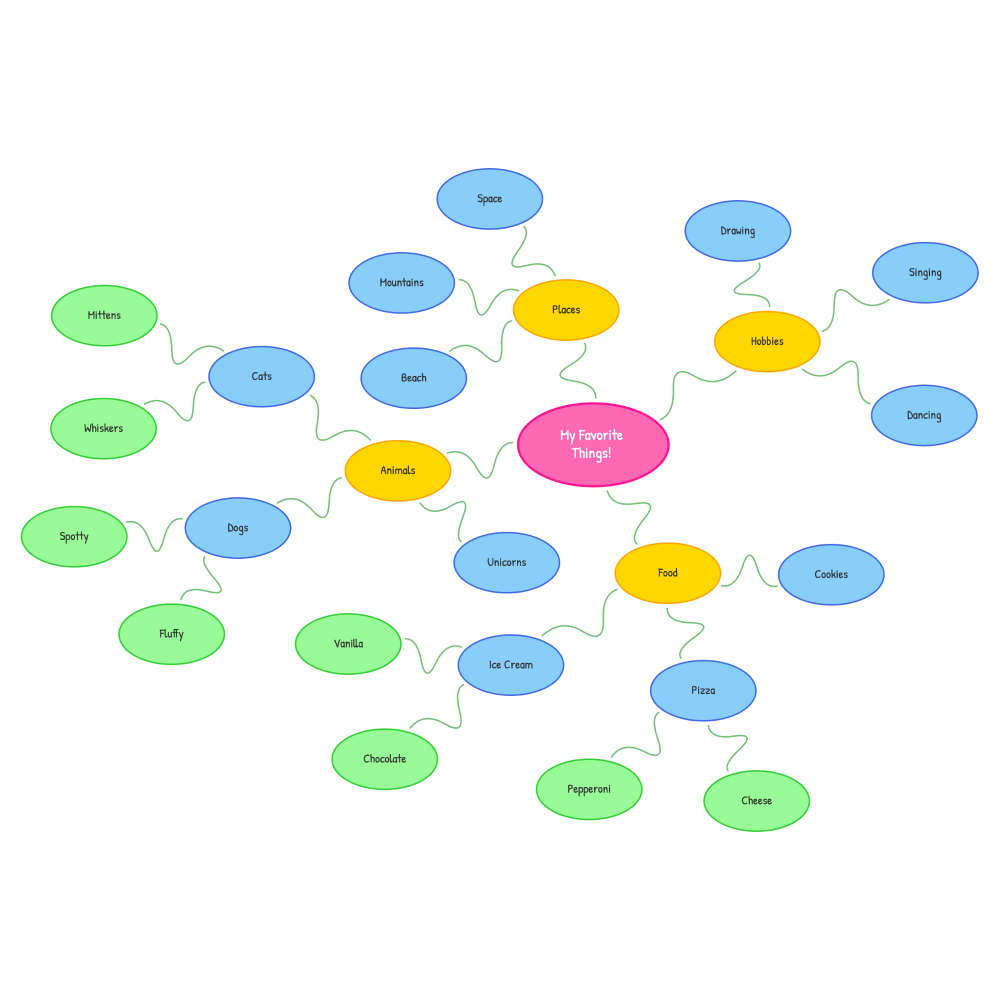 Space
Drawing
Singing
Mountains
Places
Mittens
Hobbies
Cats
Beach
Dancing
Whiskers
My Favorite
Things!
Animals
Dogs
Spotty
Unicorns
Food
Cookies
Fluffy
Vanilla
Ice Cream
Pizza
Chocolate
Pepperoni
Cheese